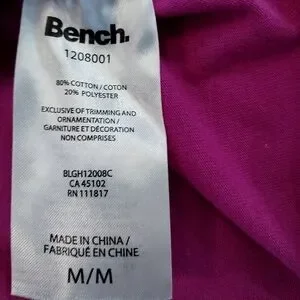 Bench.
1208001
80% COTTON / COTON
20% POLYESTER
EXCLUSIVE OF TRIMMING AND
ORNAMENTATION /
GARNITURE ET DÉCORATION
NON COMPRISES
BLGH12008C
CA 45102
RN 111817
MADE IN CHINA /
FABRIQUÉ EN CHINE
M/M